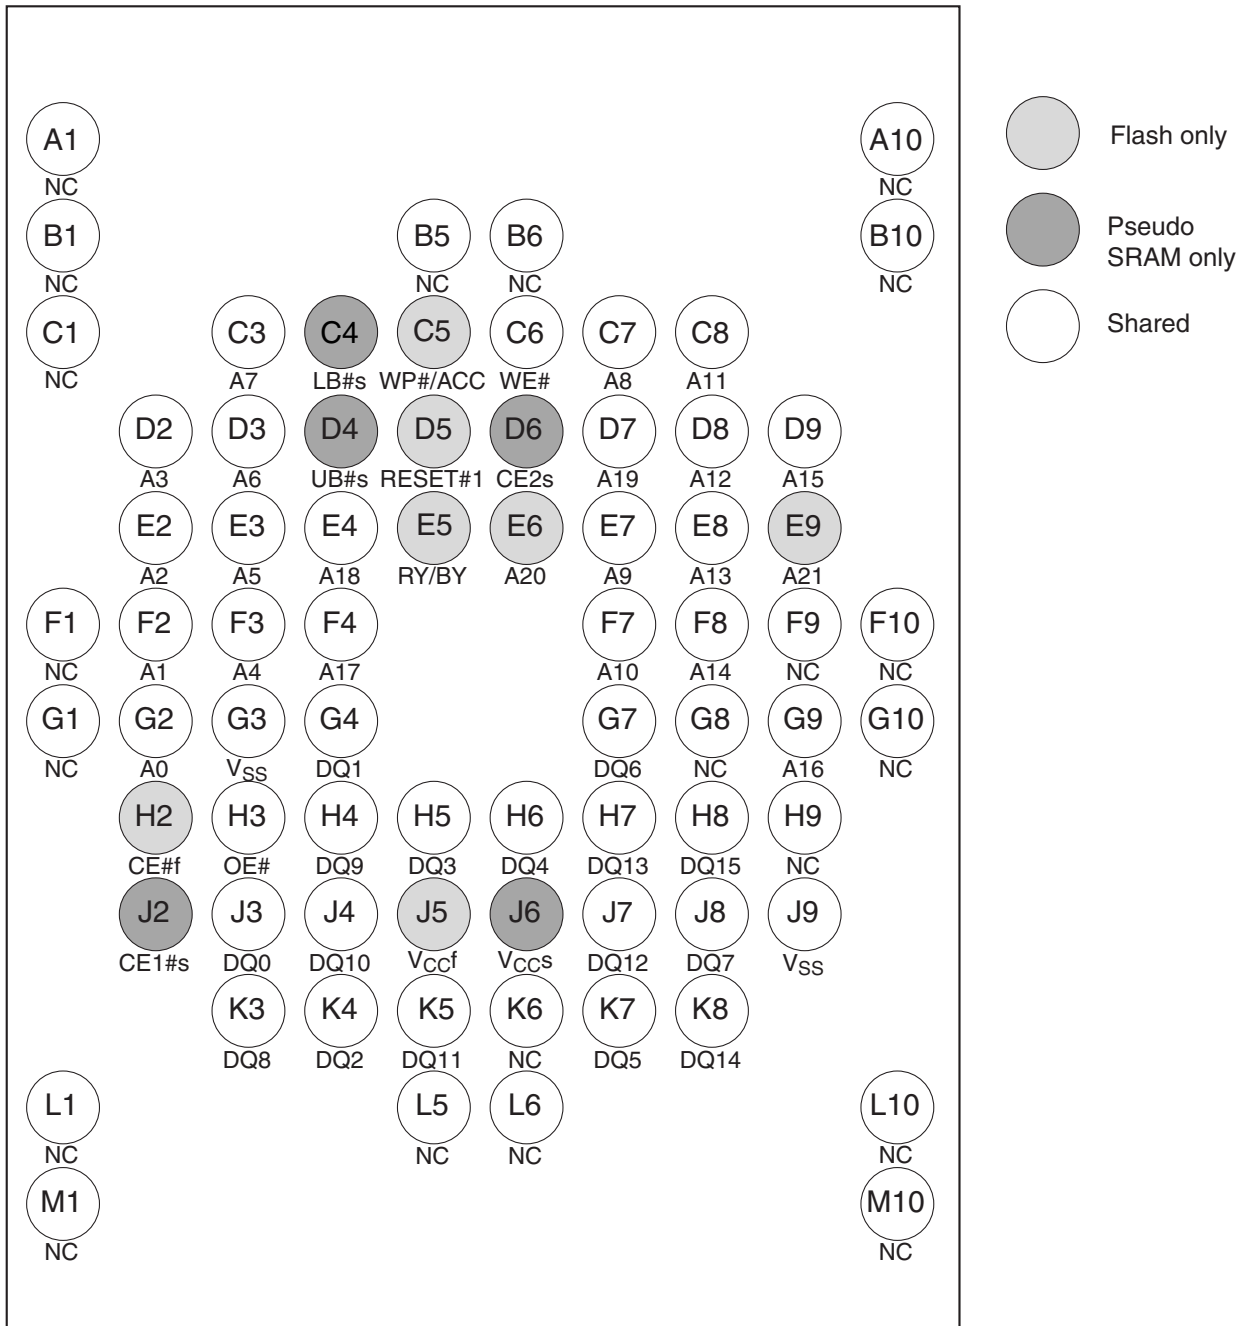 A1 A10 Flash only
NC NC
B1 B5 B6 B10 Pseudo
SRAM only
NC NC NC NC
C1 C3 C4 C5 C6 C7 C8 Shared
NC A7 LB#s WP#/ACC WE# A8 A11
D2 D3 D4 D5 D6 D7 D8 D9
A3 A6 UB#s RESET#1 CE2s A19 A12 A15
E2 E3 E4 E5 E6 E7 E8 E9
A2 A5 A18 RY/BY A20 A9 A13 A21
F1 F2 F3 F4 F7 F8 F9 F10
NC A1 A4 A17 A10 A14 NC NC
G1 G2 G3 G4 G7 G8 G9 G10
NC A0 VSS DQ1 DQ6 NC A16 NC
H2 H3 H4 H5 H6 H7 H8 H9
CE#f OE# DQ9 DQ3 DQ4 DQ13 DQ15 NC
J2 J3 J4 J5 J6 J7 J8 J9
CE1#s DQ0 DQ10 VCCf VCCs DQ12 DQ7 VSS
K3 K4 K5 K6 K7 K8
DQ8 DQ2 DQ11 NC DQ5 DQ14
L1 L5 L6 L10
NC NC NC NC
M1 M10
NC NC